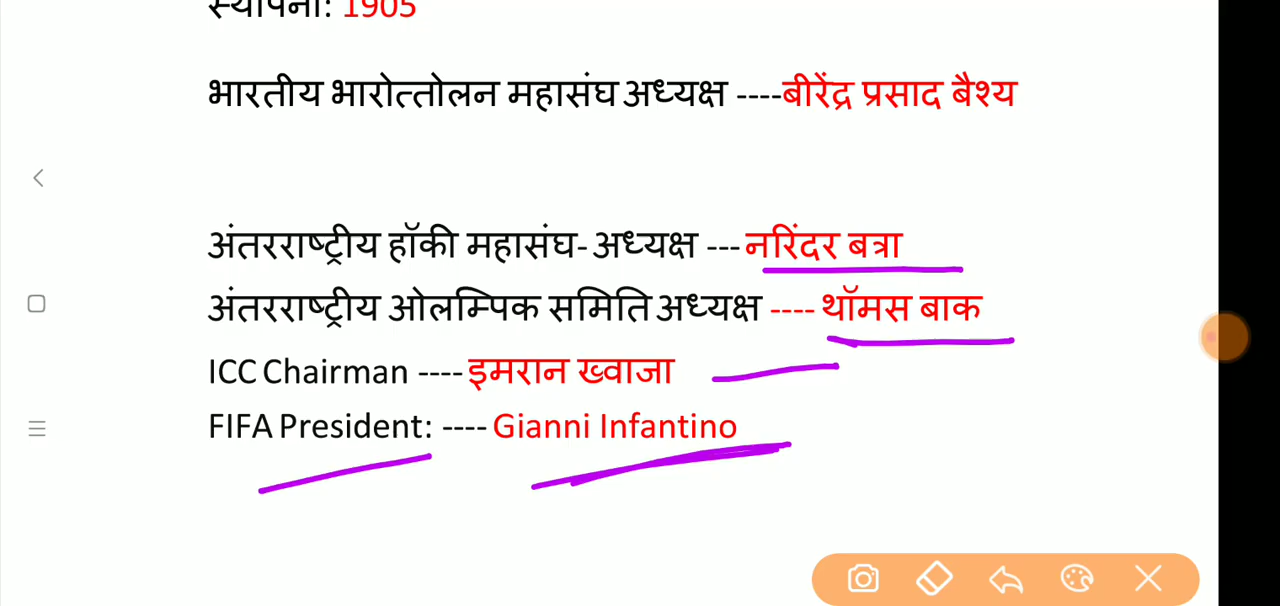 स्थापना: 1905
भारतीय भारोत्तोलन महासंघ अध्यक्ष ----बीरेंद्र प्रसाद बैश्य
अंतरराष्ट्रीय हॉकी महासंघ- अध्यक्ष ---नरिंदर बत्रा
अंतरराष्ट्रीय ओलम्पिक समिति अध्यक्ष ---- थॉमस बाक
ICC Chairman ----इमरान ख्वाजा
FIFA President: ---- Gianni Infantino